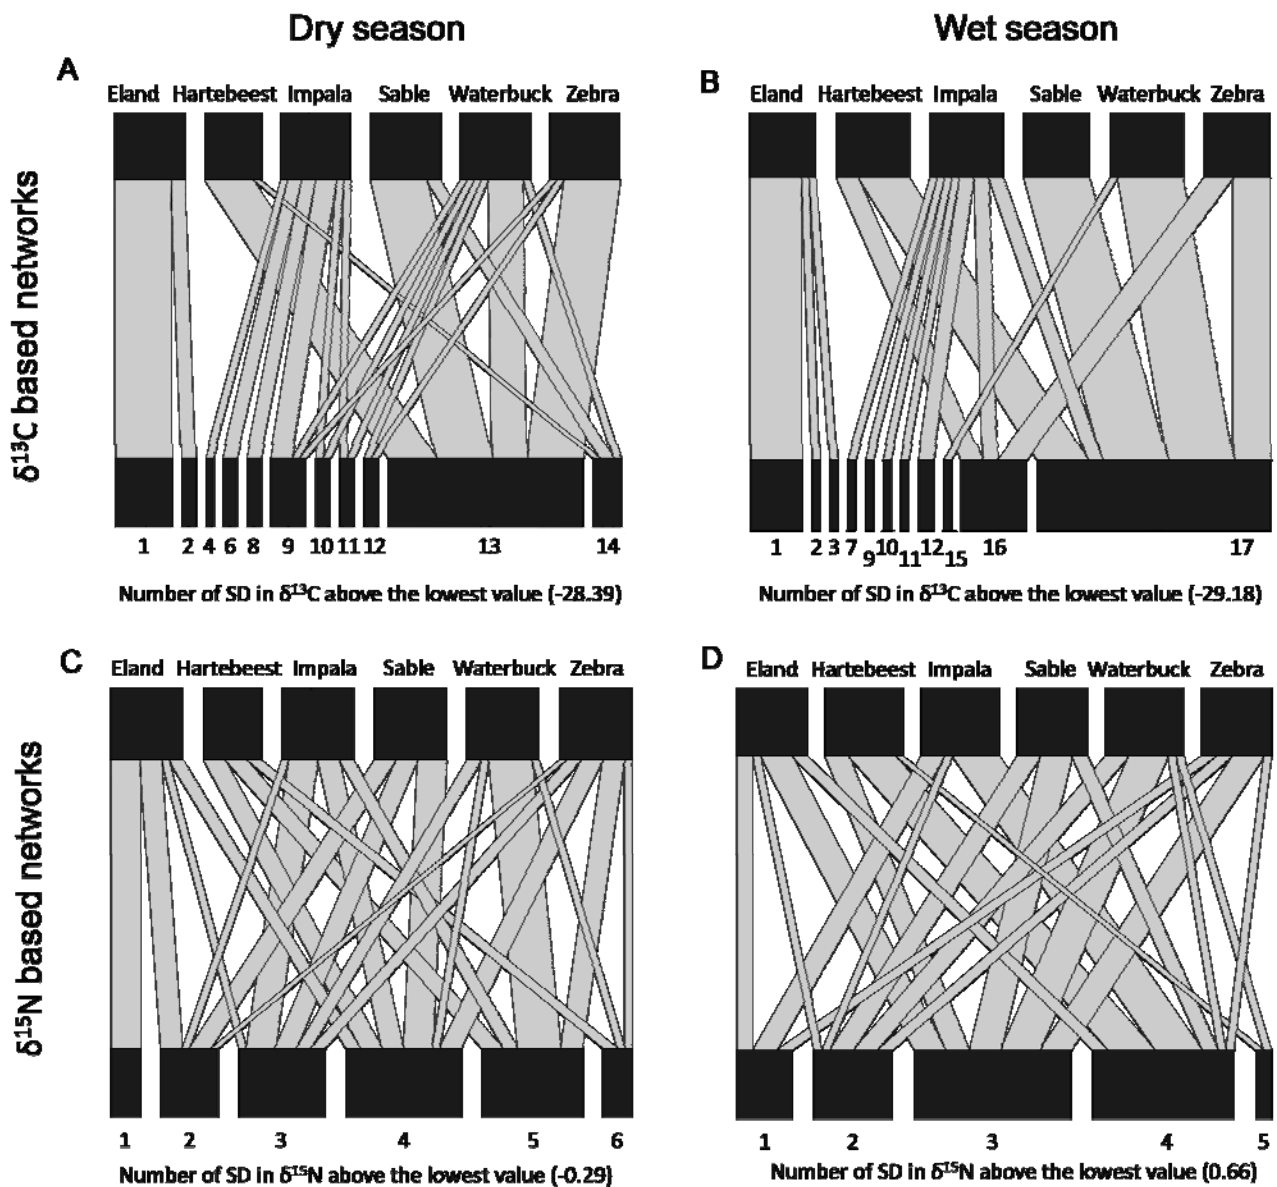 Dry season
Wet season
A
B
Eland Hartebeest Impala Sable Waterbuck Zebra
Eland Hartebeest Impala Sable Waterbuck Zebra
δ¹³C based networks
1 2 4 6 8 9 10 11 12 13 14
1 2 3 7 9 10 11 12 15 16 17
Number of SD in δ¹³C above the lowest value (-28.39)
Number of SD in δ¹³C above the lowest value (-29.18)
C
D
Eland Hartebeest Impala Sable Waterbuck Zebra
Eland Hartebeest Impala Sable Waterbuck Zebra
δ¹⁵N based networks
1 2 3 4 5 6
1 2 3 4 5
Number of SD in δ¹⁵N above the lowest value (-0.29)
Number of SD in δ¹⁵N above the lowest value (0.66)